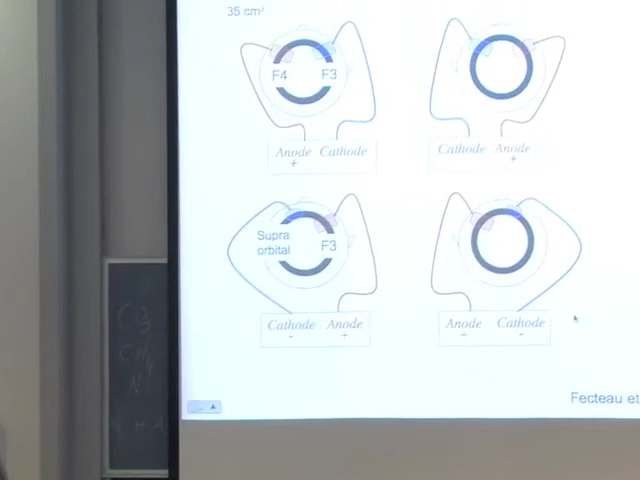 35 cm²
F4 F3
Anode Cathode
+
Cathode Anode
+
Supra
orbital
F3
Cathode Anode
- +
Anode Cathode
- -
Fecteau et